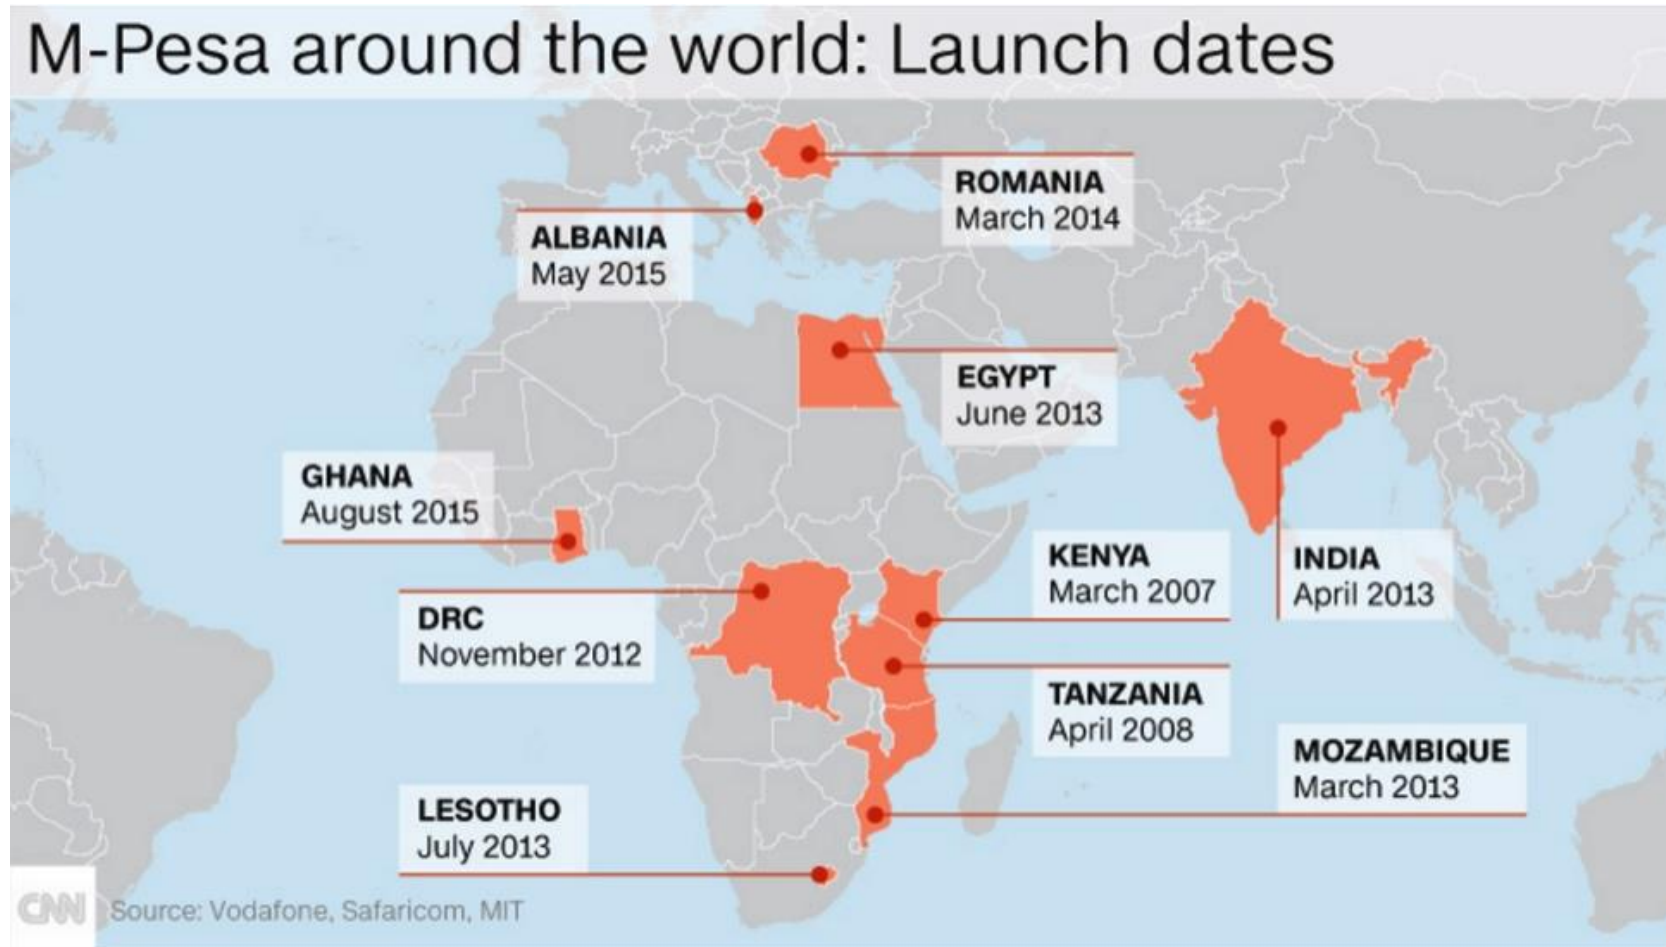 M-Pesa around the world: Launch dates
ROMANIA
March 2014
ALBANIA
May 2015
EGYPT
June 2013
GHANA
August 2015
KENYA
March 2007
INDIA
April 2013
DRC
November 2012
TANZANIA
April 2008
MOZAMBIQUE
March 2013
LESOTHO
July 2013
CNN
Source: Vodafone, Safaricom, MIT